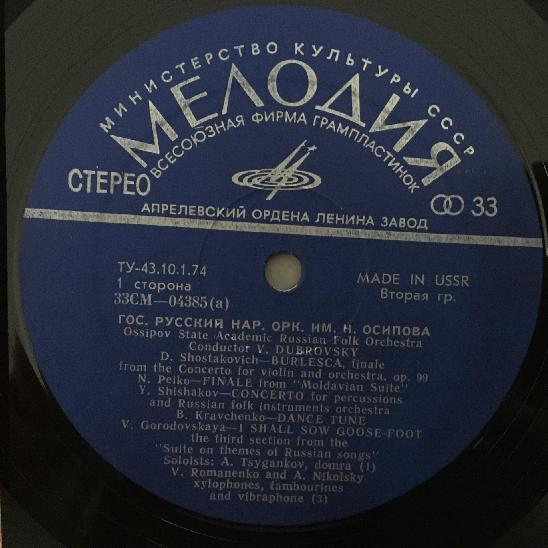 МИНИСТЕРСТВО КУЛЬТУРЫ СССР
МЕЛОДИЯ
ВСЕСОЮЗНАЯ ФИРМА ГРАМПЛАСТИНОК
СТЕРЕО
33
АПРЕЛЕВСКИЙ ОРДЕНА ЛЕНИНА ЗАВОД
ТУ-43.10.1.74
MADE IN USSR
1 сторона
Вторая гр.
33СМ—04385(а)
ГОС. РУССКИЙ НАР. ОРК. ИМ. Н. ОСИПОВА
Ossipov State Academic Russian Folk Orchestra
Conductor V. DUBROVSKY
D. Shostakovich—BURLESCA, finale
from the Concerto for violin and orchestra, op. 99
N. Peiko—FINALE from "Moldavian Suite"
Y. Shishakov—CONCERTO for percussions
and Russian folk instruments orchestra
B. Kravchenko—DANCE TUNE
V. Gorodovskaya—I SHALL SOW GOOSE-FOOT
the third section from the
"Suite on themes of Russian songs"
Soloists: A. Tsygankov, domra (1)
V. Romanenko and A. Nikolsky
xylophones, tambourines
and vibraphone (3)